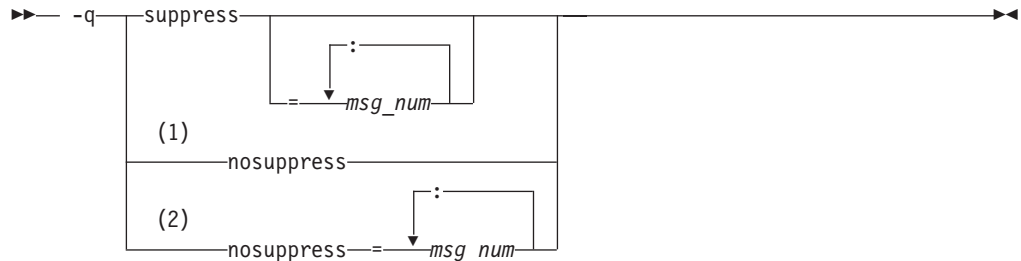 -q suppress
:
= msg_num
(1)
nosuppress
:
(2)
nosuppress = msg num